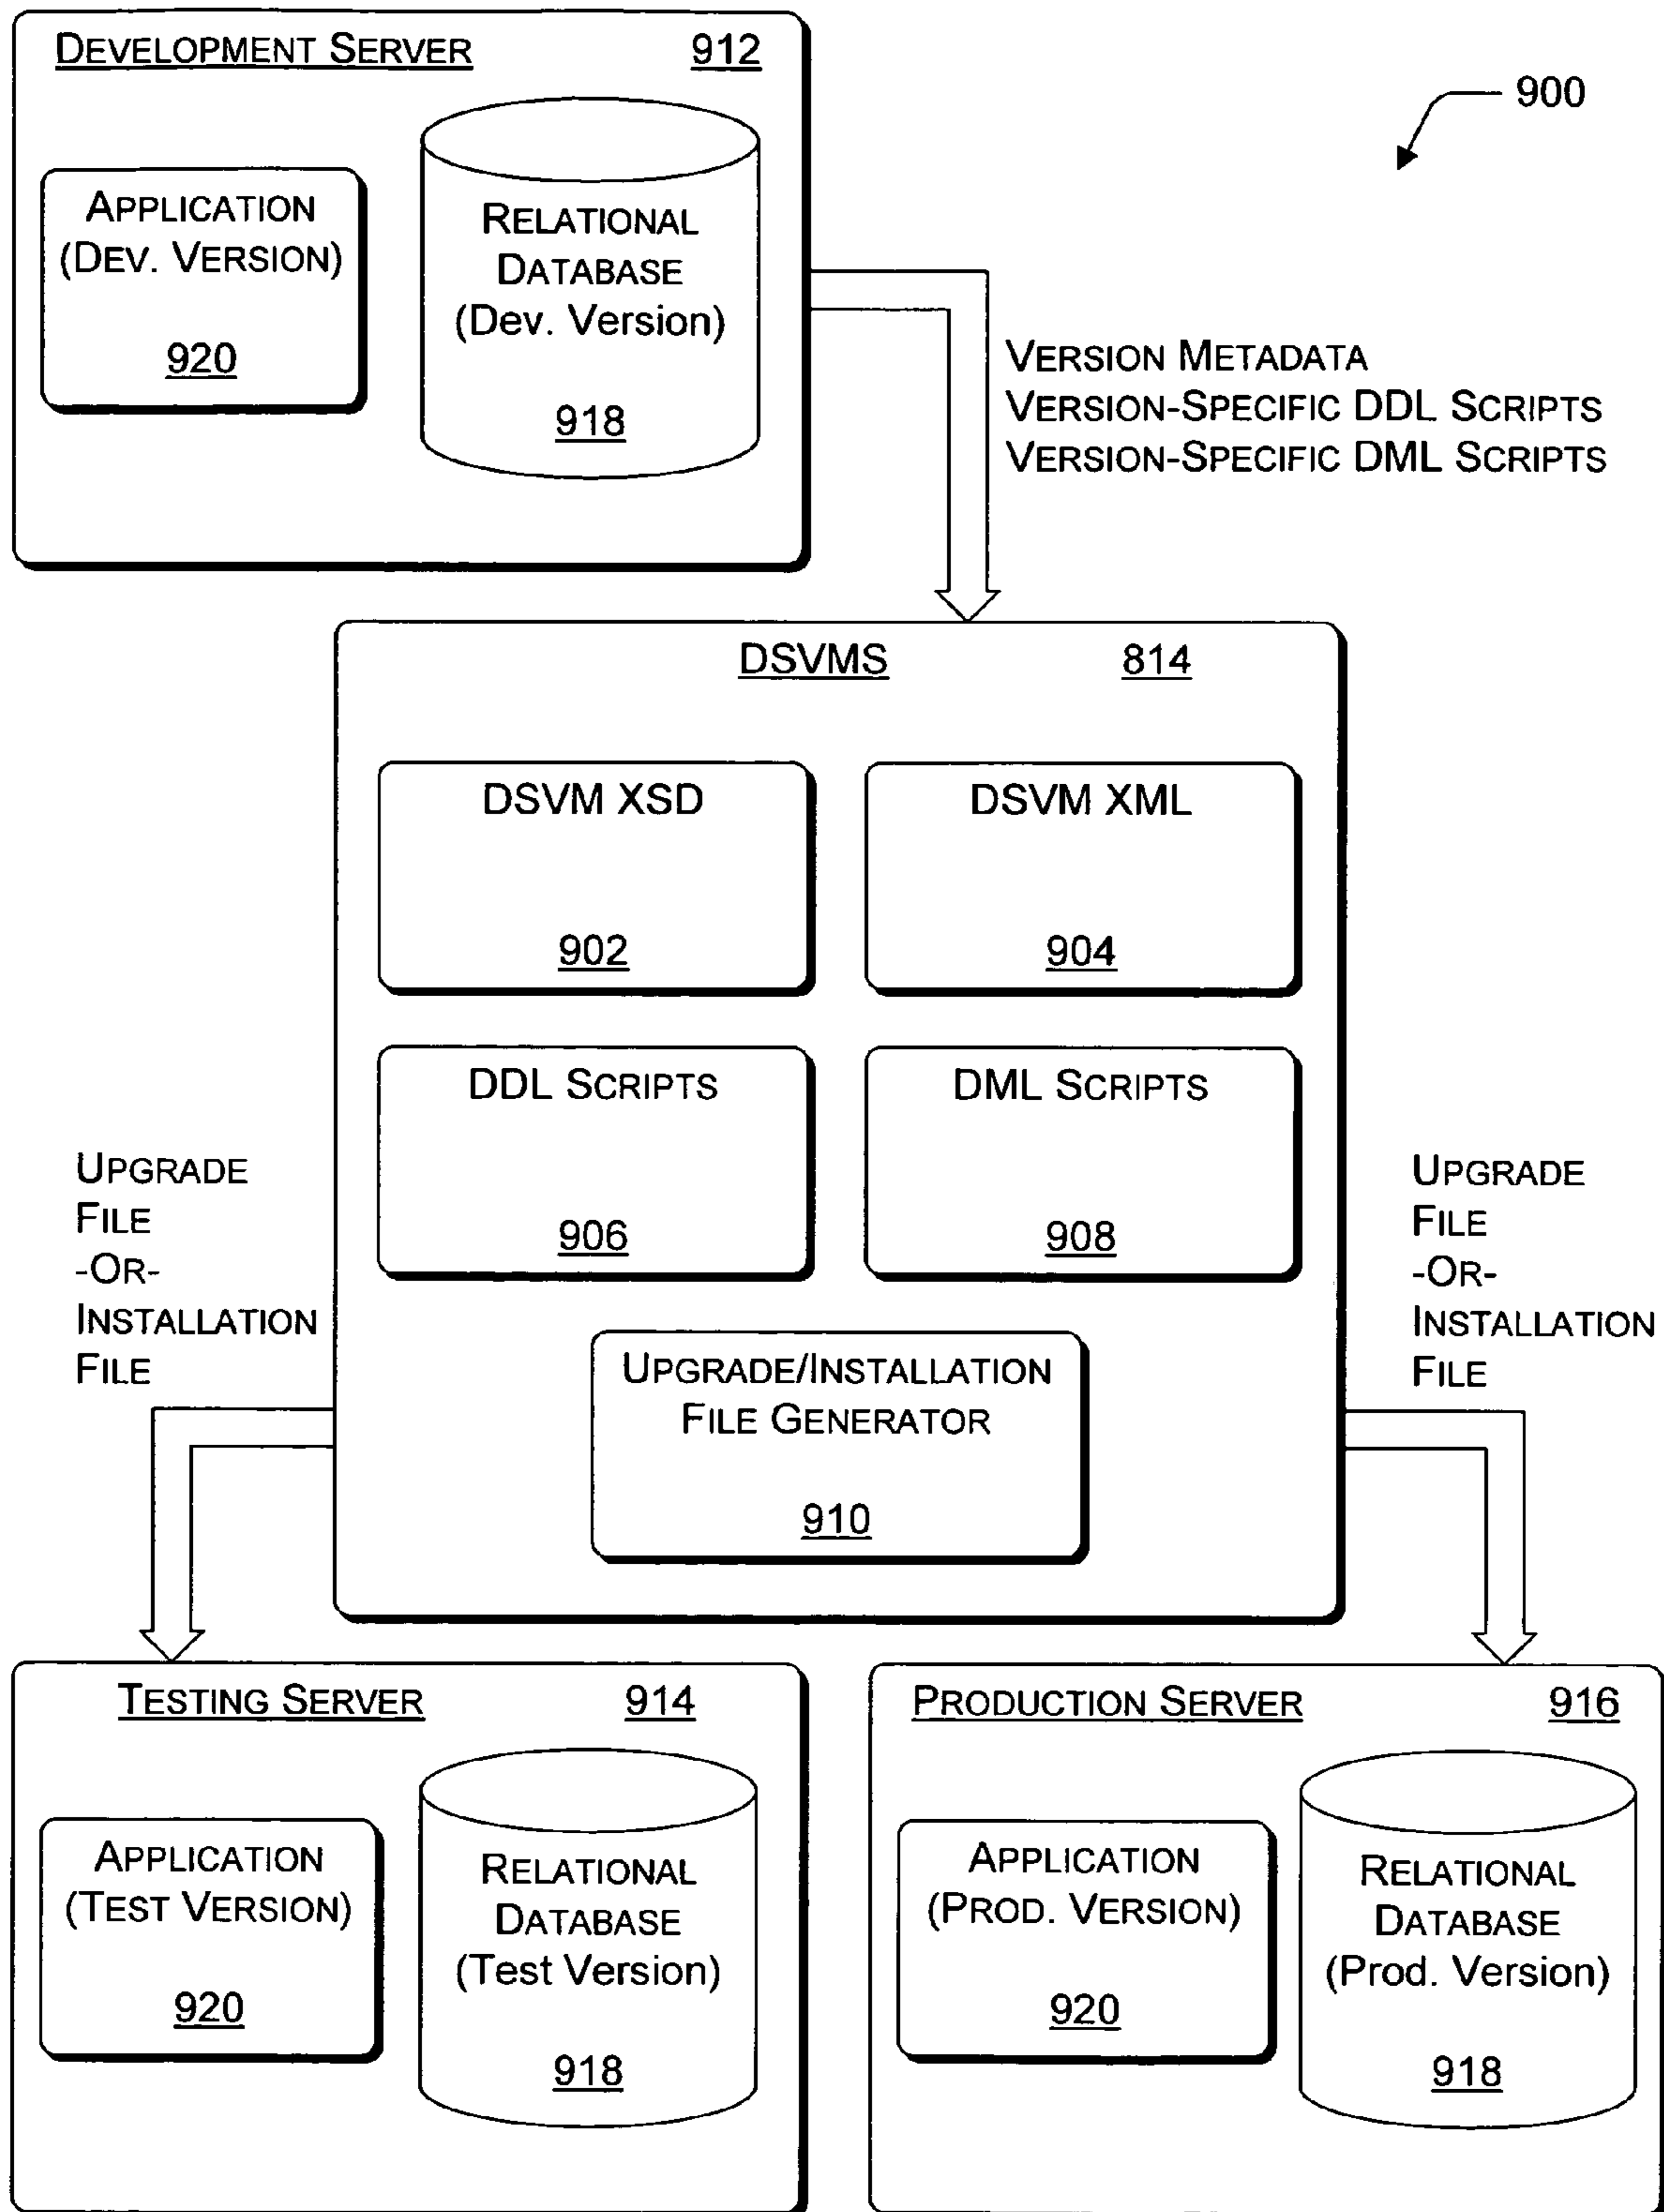 DEVELOPMENT SERVER 912
900
APPLICATION
(DEV. VERSION)
920
RELATIONAL
DATABASE
(Dev. Version)
918
VERSION METADATA
VERSION-SPECIFIC DDL SCRIPTS
VERSION-SPECIFIC DML SCRIPTS
DSVMS 814
DSVM XSD
902
DSVM XML
904
DDL SCRIPTS
906
DML SCRIPTS
908
UPGRADE
FILE
-OR-
INSTALLATION
FILE
UPGRADE/INSTALLATION
FILE GENERATOR
910
UPGRADE
FILE
-OR-
INSTALLATION
FILE
TESTING SERVER 914
APPLICATION
(TEST VERSION)
920
RELATIONAL
DATABASE
(Test Version)
918
PRODUCTION SERVER 916
APPLICATION
(PROD. VERSION)
920
RELATIONAL
DATABASE
(Prod. Version)
918